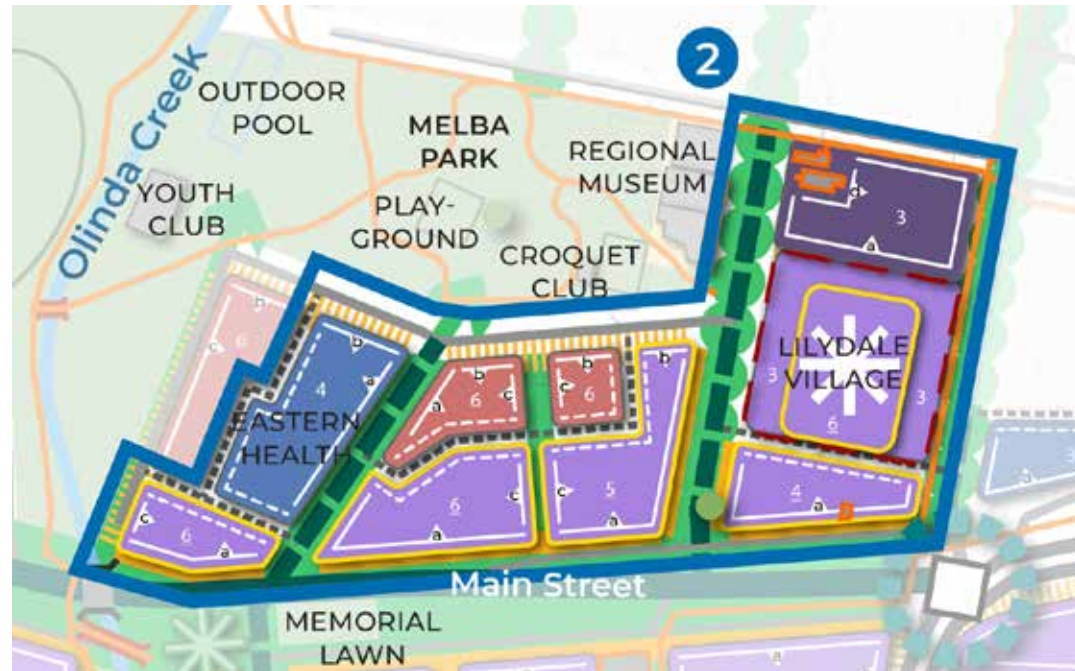 2
Olinda Creek
OUTDOOR
POOL
MELBA
PARK
REGIONAL
MUSEUM
YOUTH
CLUB
PLAY-
GROUND
CROQUET
CLUB
h
c
6
b
4
a
EASTERN
HEALTH
b
a
6
c
b
c
6
b
d
3
a
LILYDALE
VILLAGE
3
3
6
c
6
a
6
c
a
c
5
a
4
a
Main Street
MEMORIAL
LAWN
a
a